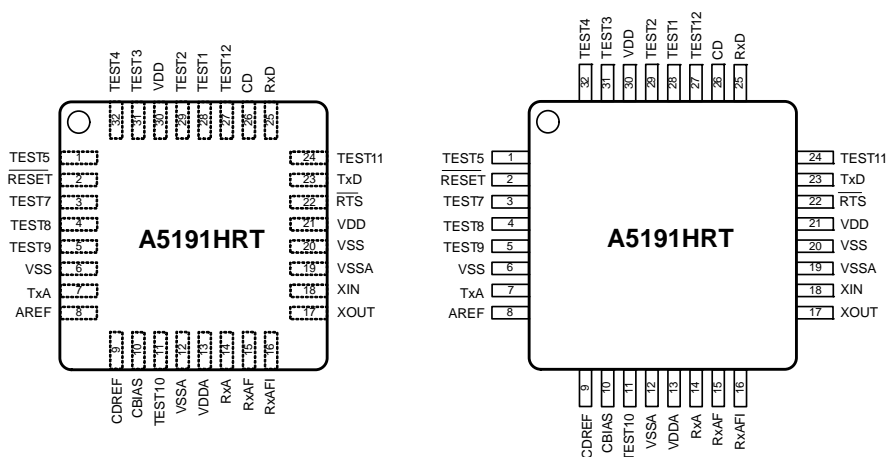 TEST4
TEST3
VDD
TEST2
TEST1
TEST12
CD
RxD
32
31
30
29
28
27
26
25
TEST5 1
RESET 2
TEST7 3
TEST8 4
TEST9 5
VSS 6
TxA 7
AREF 8
A5191HRT
24 TEST11
23 TxD
22 RTS
21 VDD
20 VSS
19 VSSA
18 XIN
17 XOUT
9
10
11
12
13
14
15
16
CDREF
CBIAS
TEST10
VSSA
VDDA
RxA
RxAF
RxAFI
TEST4
TEST3
VDD
TEST2
TEST1
TEST12
CD
RxD
32
31
30
29
28
27
26
25
TEST5 1
RESET 2
TEST7 3
TEST8 4
TEST9 5
VSS 6
TxA 7
AREF 8
A5191HRT
24 TEST11
23 TxD
22 RTS
21 VDD
20 VSS
19 VSSA
18 XIN
17 XOUT
9
10
11
12
13
14
15
16
CDREF
CBIAS
TEST10
VSSA
VDDA
RxA
RxAF
RxAFI